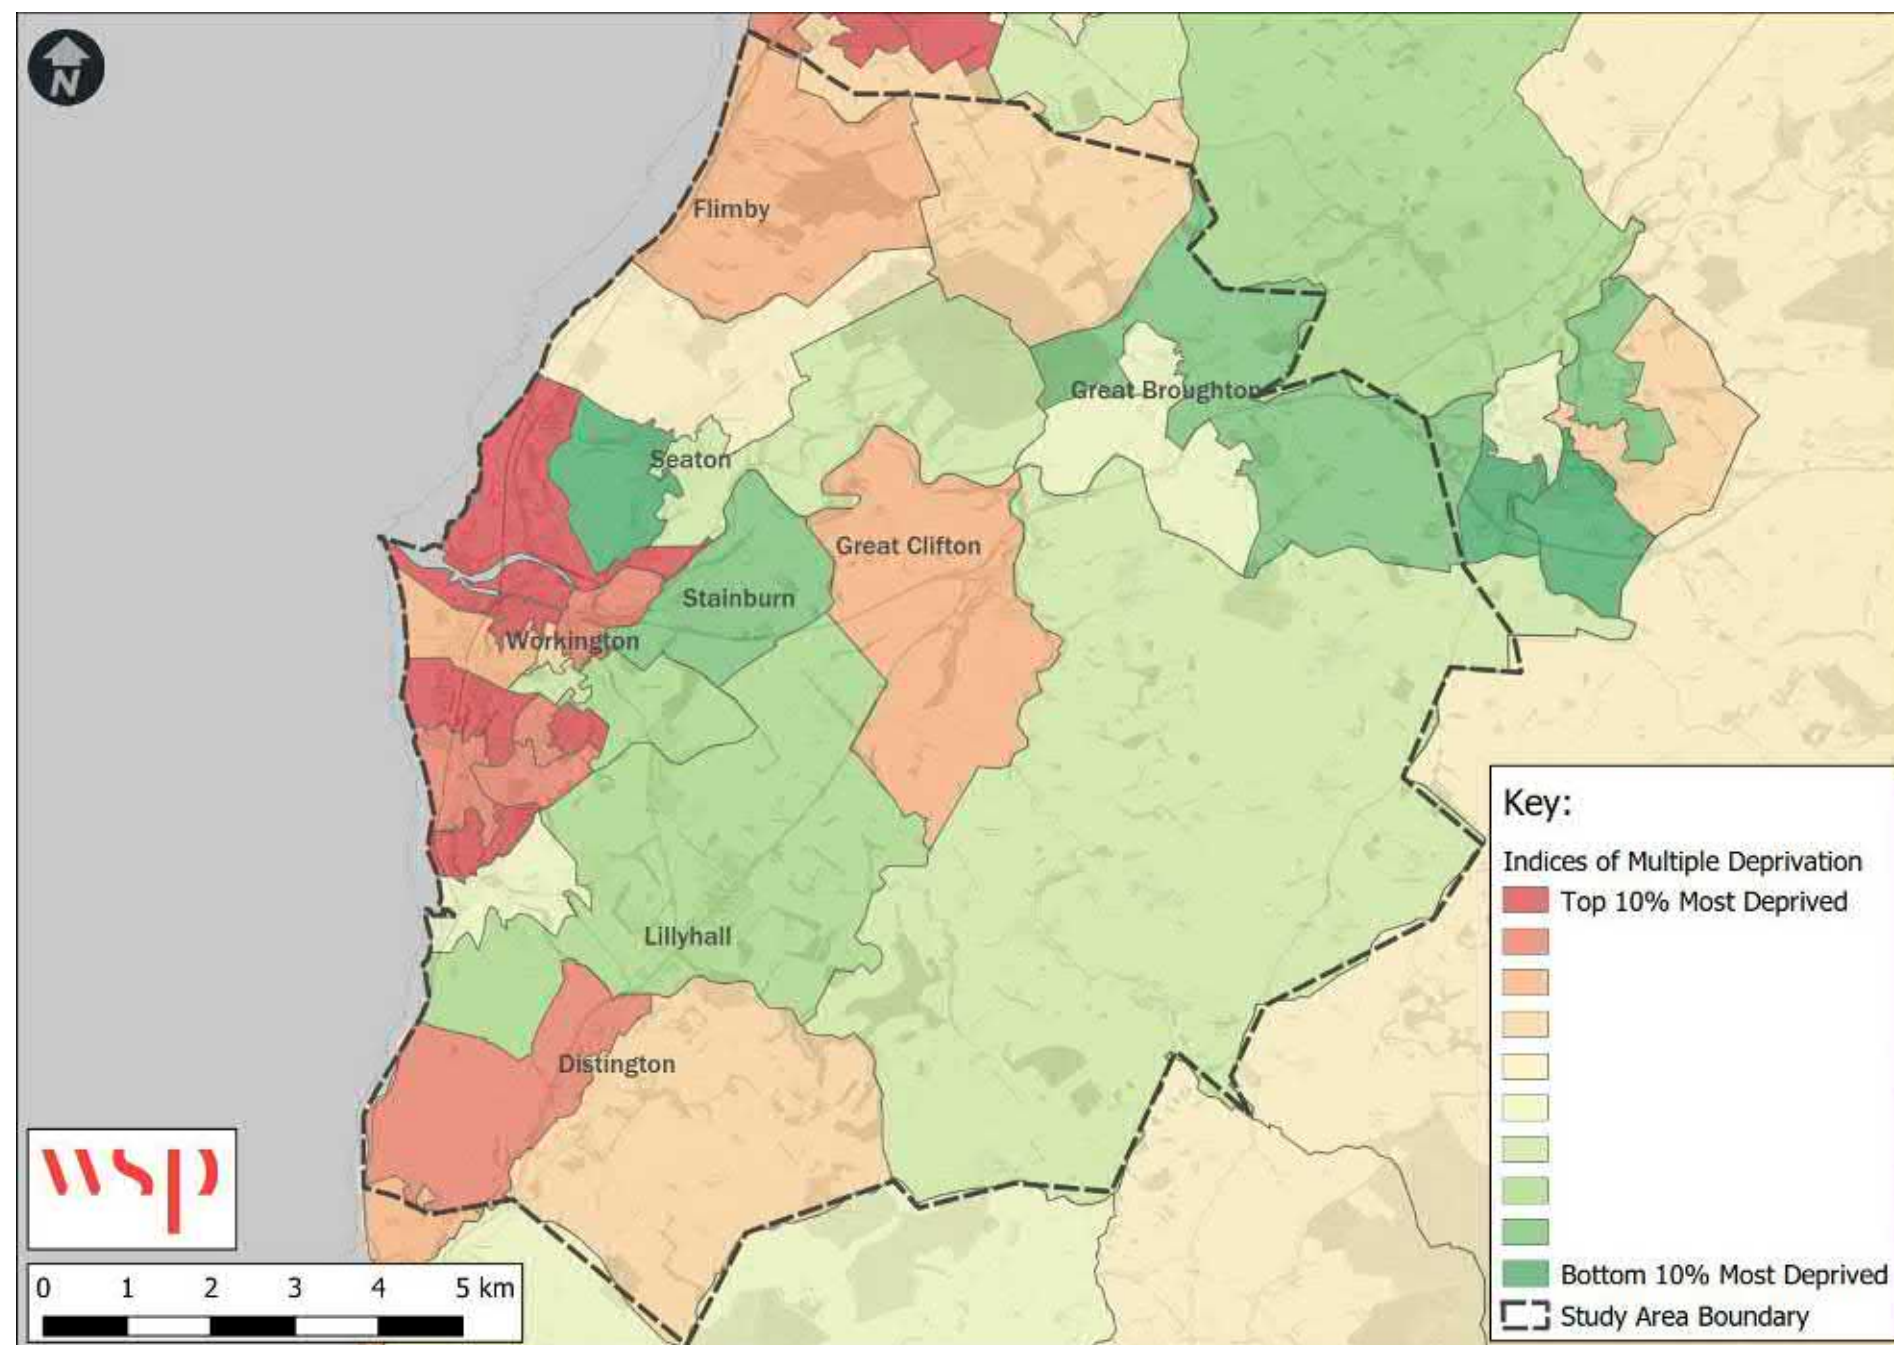 N
Flimby
Great Broughton
Seaton
Great Clifton
Stainburn
Workington
Lillyhall
Distington
Key:
Indices of Multiple Deprivation
Top 10% Most Deprived
Bottom 10% Most Deprived
Study Area Boundary
wsp
0 1 2 3 4 5 km